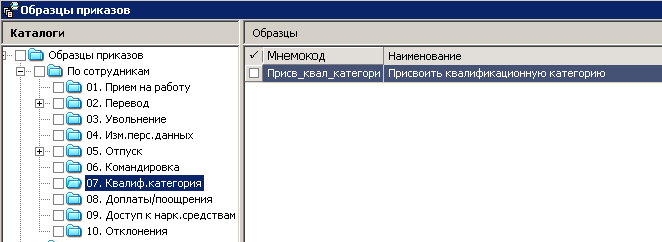 Образцы приказов
Каталоги
Образцы приказов
По сотрудникам
01. Прием на работу
02. Перевод
03. Увольнение
04. Изм.перс.данных
05. Отпуск
06. Командировка
07. Квалиф.категория
08. Доплаты/поощрения
09. Доступ к нарк.средствам
10. Отклонения
Образцы
Мнемокод Наименование
Присв_квал_категори Присвоить квалификационную категорию